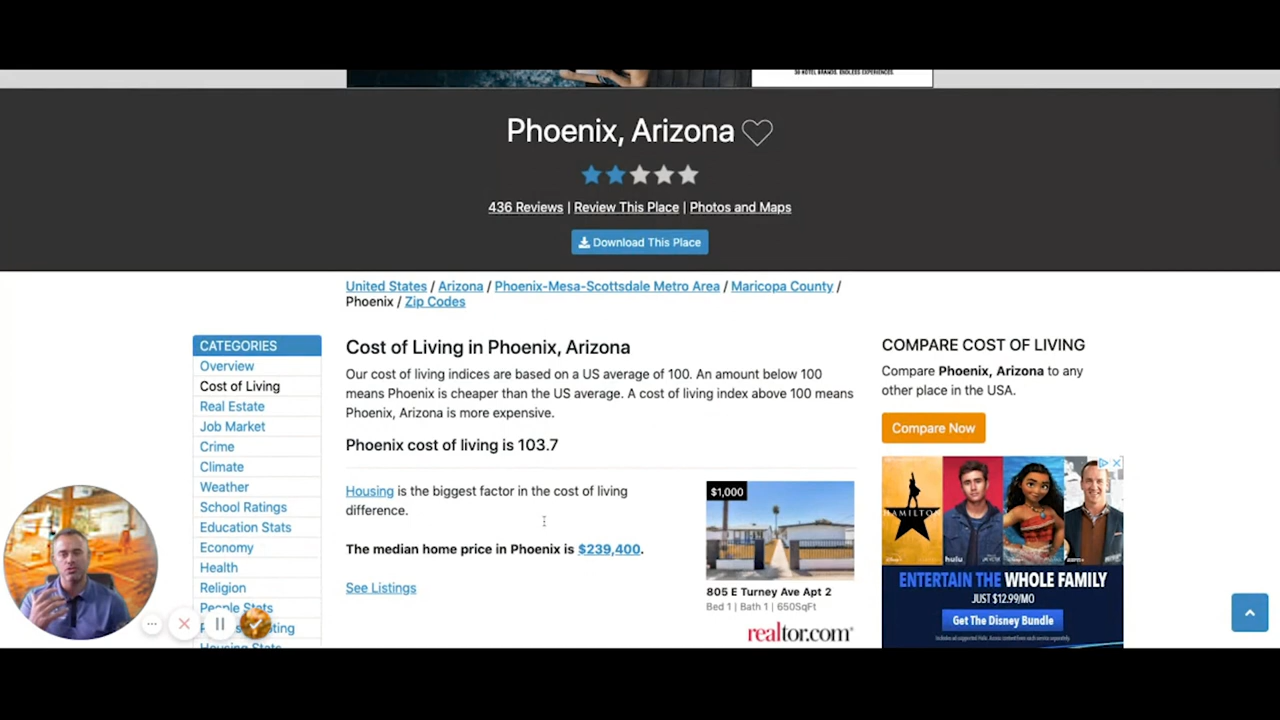 30 HOTEL BRANDS. ENDLESS EXPERIENCES.
Phoenix, Arizona
436 Reviews | Review This Place | Photos and Maps
Download This Place
United States / Arizona / Phoenix-Mesa-Scottsdale Metro Area / Maricopa County /
Phoenix / Zip Codes
CATEGORIES
Overview
Cost of Living
Real Estate
Job Market
Crime
Climate
Weather
School Ratings
Education Stats
Economy
Health
Religion
People Stats
Cost of Living in Phoenix, Arizona
Our cost of living indices are based on a US average of 100. An amount below 100
means Phoenix is cheaper than the US average. A cost of living index above 100 means
Phoenix, Arizona is more expensive.
Phoenix cost of living is 103.7
Housing is the biggest factor in the cost of living
difference.
The median home price in Phoenix is $239,400.
See Listings
$1,000
805 E Turney Ave Apt 2
Bed 1 | Bath 1 | 650SqFt
realtor.com®
COMPARE COST OF LIVING
Compare Phoenix, Arizona to any
other place in the USA.
Compare Now
HAMILTON
hulu
ENTERTAIN THE WHOLE FAMILY
JUST $12.99/MO
Get The Disney Bundle